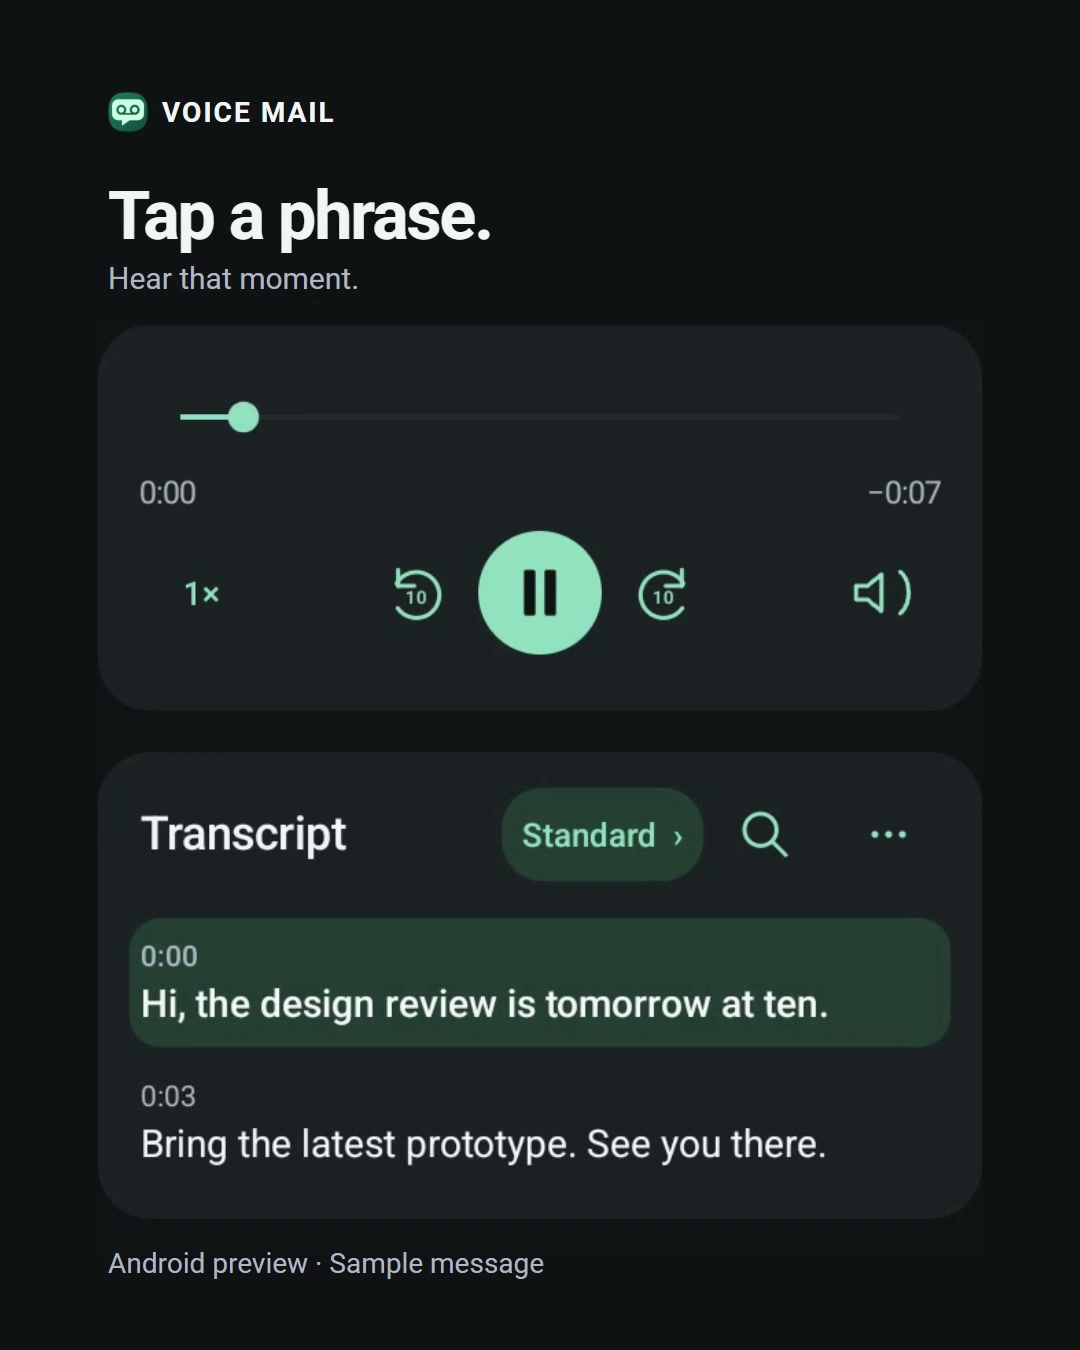 VOICE MAIL
Tap a phrase.
Hear that moment.
0:00 −0:07
1× 10 10
Transcript Standard ›
0:00
Hi, the design review is tomorrow at ten.
0:03
Bring the latest prototype. See you there.
Android preview · Sample message